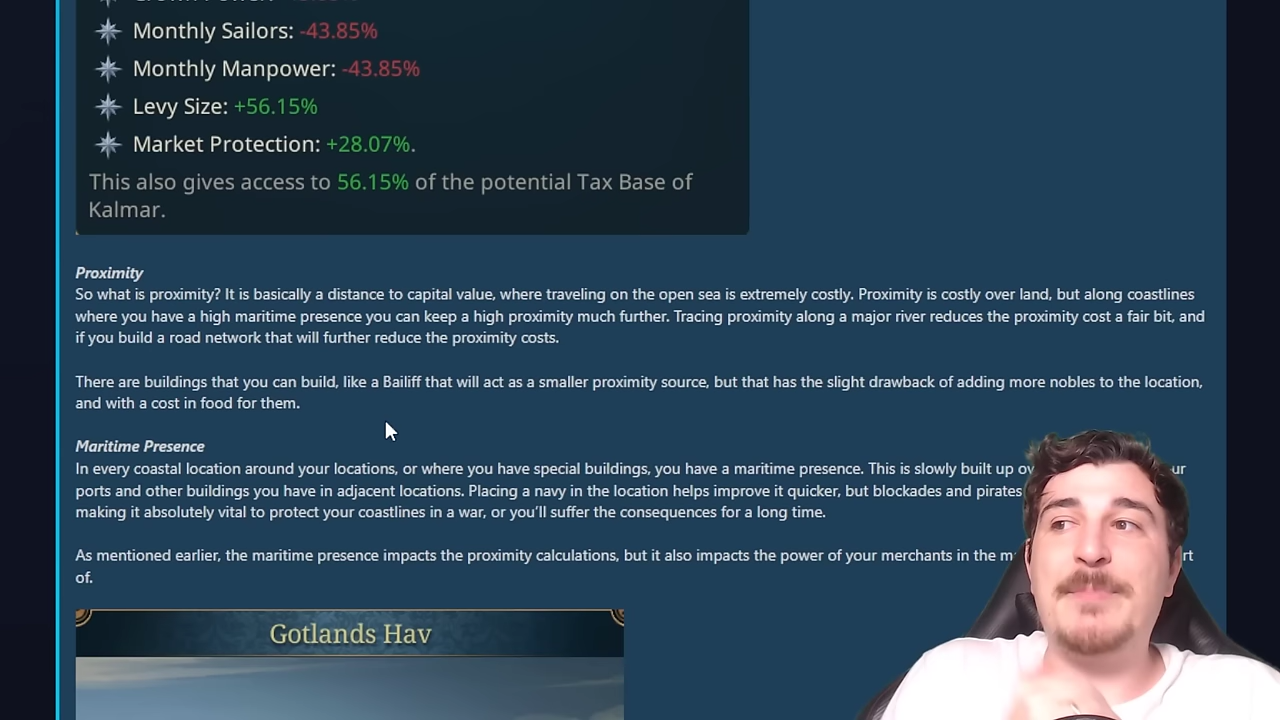 Monthly Sailors: -43.85%
Monthly Manpower: -43.85%
Levy Size: +56.15%
Market Protection: +28.07%.
This also gives access to 56.15% of the potential Tax Base of
Kalmar.
Proximity
So what is proximity? It is basically a distance to capital value, where traveling on the open sea is extremely costly. Proximity is costly over land, but along coastlines
where you have a high maritime presence you can keep a high proximity much further. Tracing proximity along a major river reduces the proximity cost a fair bit, and
if you build a road network that will further reduce the proximity costs.
There are buildings that you can build, like a Bailiff that will act as a smaller proximity source, but that has the slight drawback of adding more nobles to the location,
and with a cost in food for them.
Maritime Presence
In every coastal location around your locations, or where you have special buildings, you have a maritime presence. This is slowly built up
ports and other buildings you have in adjacent locations. Placing a navy in the location helps improve it quicker, but blockades and pirates
making it absolutely vital to protect your coastlines in a war, or you'll suffer the consequences for a long time.
As mentioned earlier, the maritime presence impacts the proximity calculations, but it also impacts the power of your merchants in the
of.
Gotlands Hav